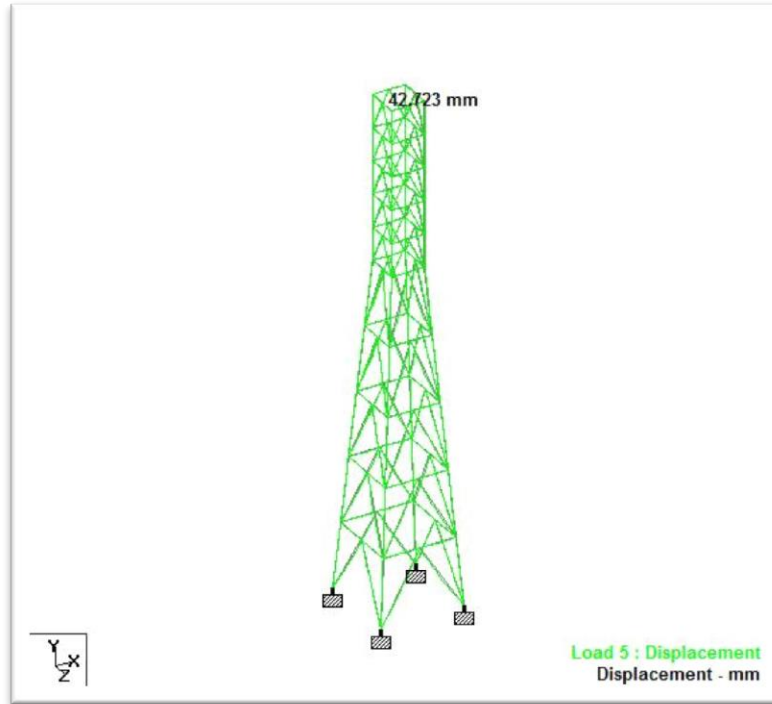 42.723 mm
Y
X
Z
Load 5 : Displacement
Displacement - mm